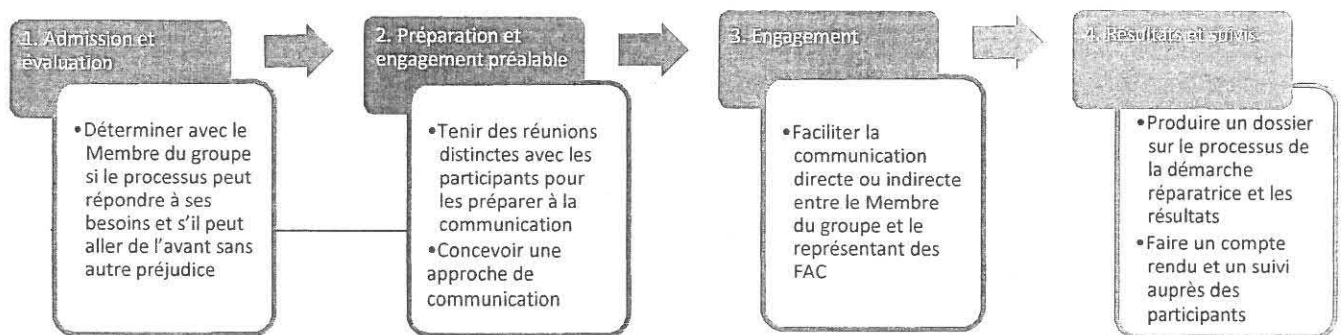 1. Admission et
évaluation
•Déterminer avec le
Membre du groupe
si le processus peut
répondre à ses
besoins et s'il peut
aller de l'avant sans
autre préjudice
2. Préparation et
engagement préalable
•Tenir des réunions
distinctes avec les
participants pour
les préparer à la
communication
•Concevoir une
approche de
communication
3. Engagement
•Faciliter la
communication
directe ou indirecte
entre le Membre
du groupe et le
représentant des
FAC
4. Résultats et suivis
•Produire un dossier
sur le processus de
la démarche
réparatrice et les
résultats
•Faire un compte
rendu et un suivi
auprès des
participants